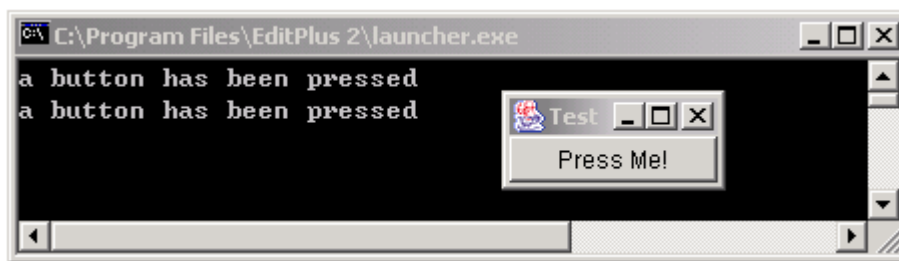 C:\Program Files\EditPlus 2\launcher.exe
a button has been pressed
a button has been pressed
Test
Press Me!